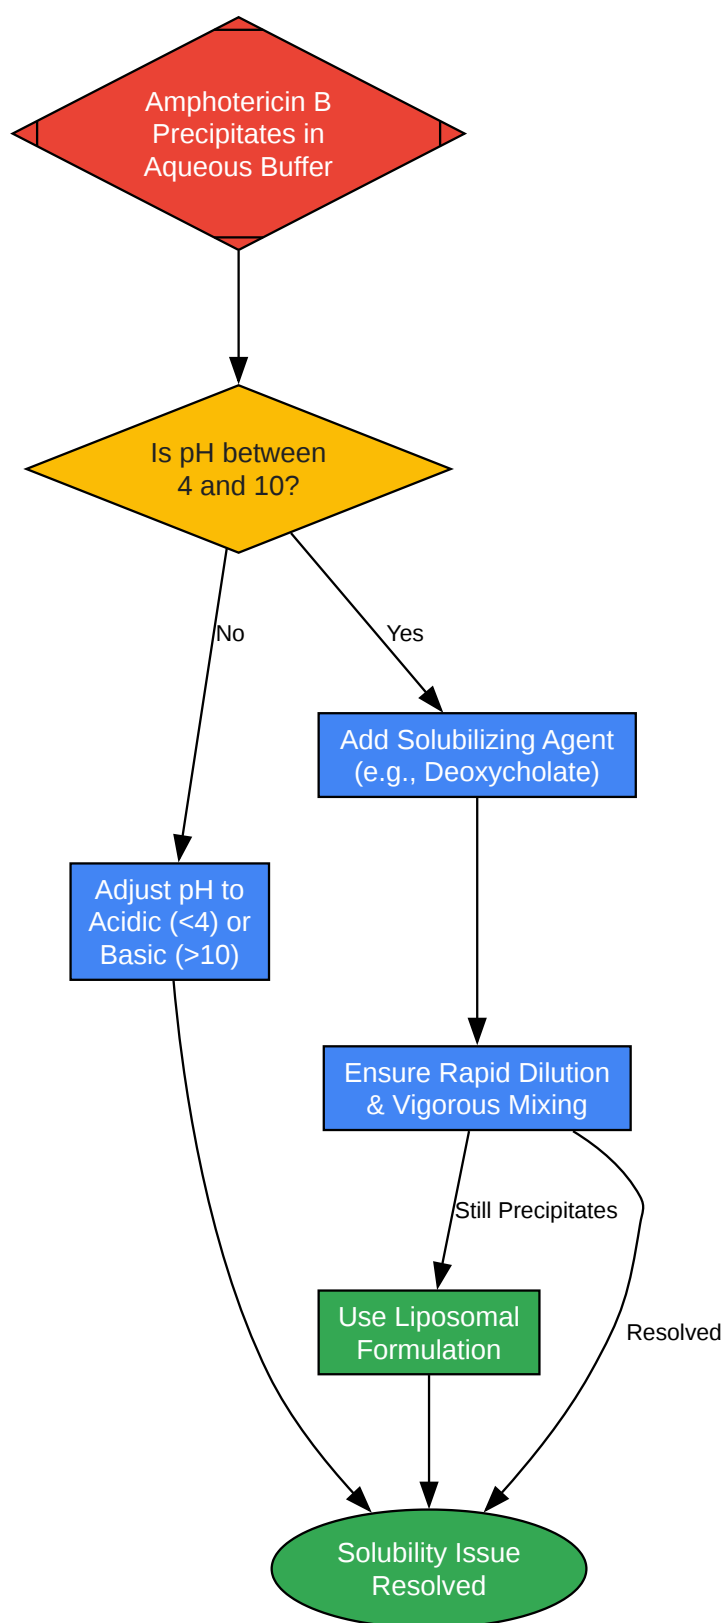 Amphotericin B
Precipitates in
Aqueous Buffer
Is pH between
4 and 10?
No
Yes
Add Solubilizing Agent
(e.g., Deoxycholate)
Adjust pH to
Acidic (<4) or
Basic (>10)
Ensure Rapid Dilution
& Vigorous Mixing
Still Precipitates
Use Liposomal
Formulation
Resolved
Solubility Issue
Resolved